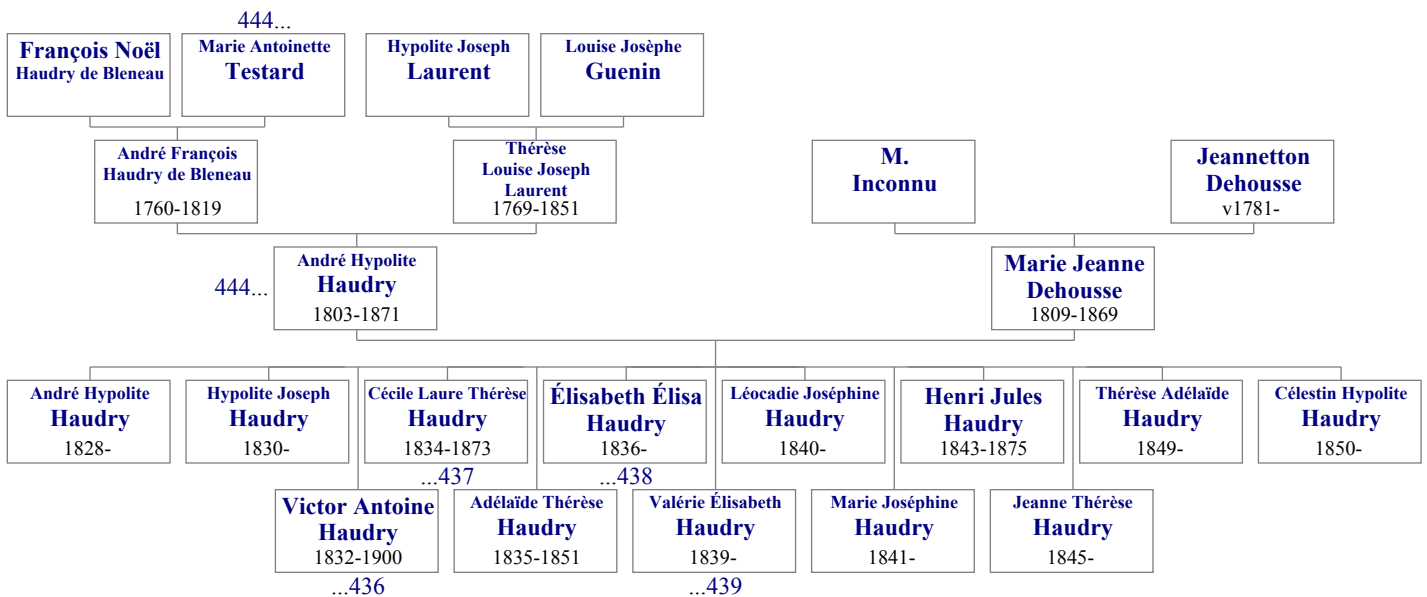 444...
François Noël
Haudry de Bleneau
Marie Antoinette
Testard
Hypolite Joseph
Laurent
Louise Josèphe
Guenin
André François
Haudry de Bleneau
1760-1819
Thérèse
Louise Joseph
Laurent
1769-1851
M.
Inconnu
Jeannetton
Dehousse
v1781-
444...
André Hypolite
Haudry
1803-1871
Marie Jeanne
Dehousse
1809-1869
André Hypolite
Haudry
1828-
Hypolite Joseph
Haudry
1830-
Cécile Laure Thérèse
Haudry
1834-1873
...437
Élisabeth Élisa
Haudry
1836-
...438
Léocadie Joséphine
Haudry
1840-
Henri Jules
Haudry
1843-1875
Thérèse Adélaïde
Haudry
1849-
Célestin Hypolite
Haudry
1850-
Victor Antoine
Haudry
1832-1900
...436
Adélaïde Thérèse
Haudry
1835-1851
Valérie Élisabeth
Haudry
1839-
...439
Marie Joséphine
Haudry
1841-
Jeanne Thérèse
Haudry
1845-